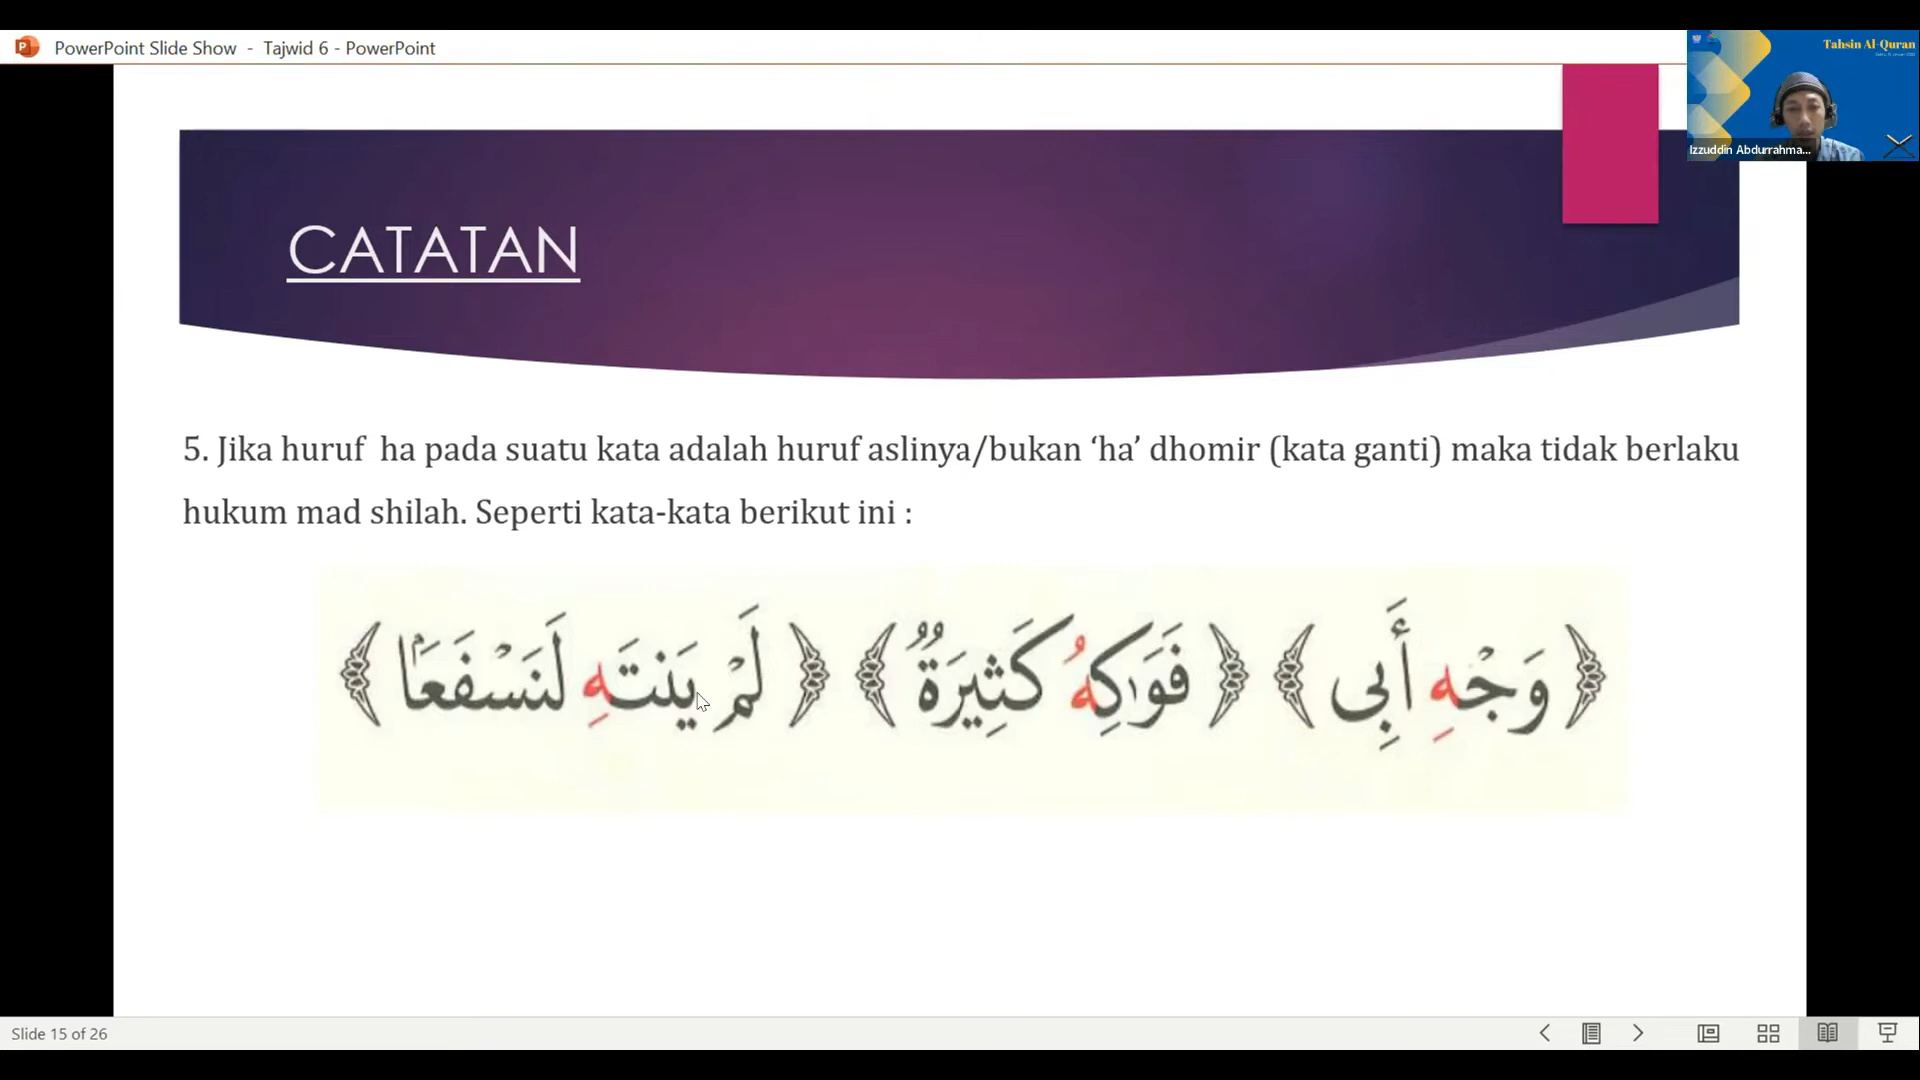 PowerPoint Slide Show - Tajwid 6 - PowerPoint
Tahsin Al-Quran
Izzuddin Abdurrahma...
CATATAN
5. Jika huruf ha pada suatu kata adalah huruf aslinya/bukan ‘ha’ dhomir (kata ganti) maka tidak berlaku
hukum mad shilah. Seperti kata-kata berikut ini :
﴿وَجْهِ أَبِى﴾ ﴿فَوَٰكِهُ كَثِيرَةٌ﴾ ﴿لَمْ يَنتَهِ لَنَسْفَعَۢا﴾
Slide 15 of 26